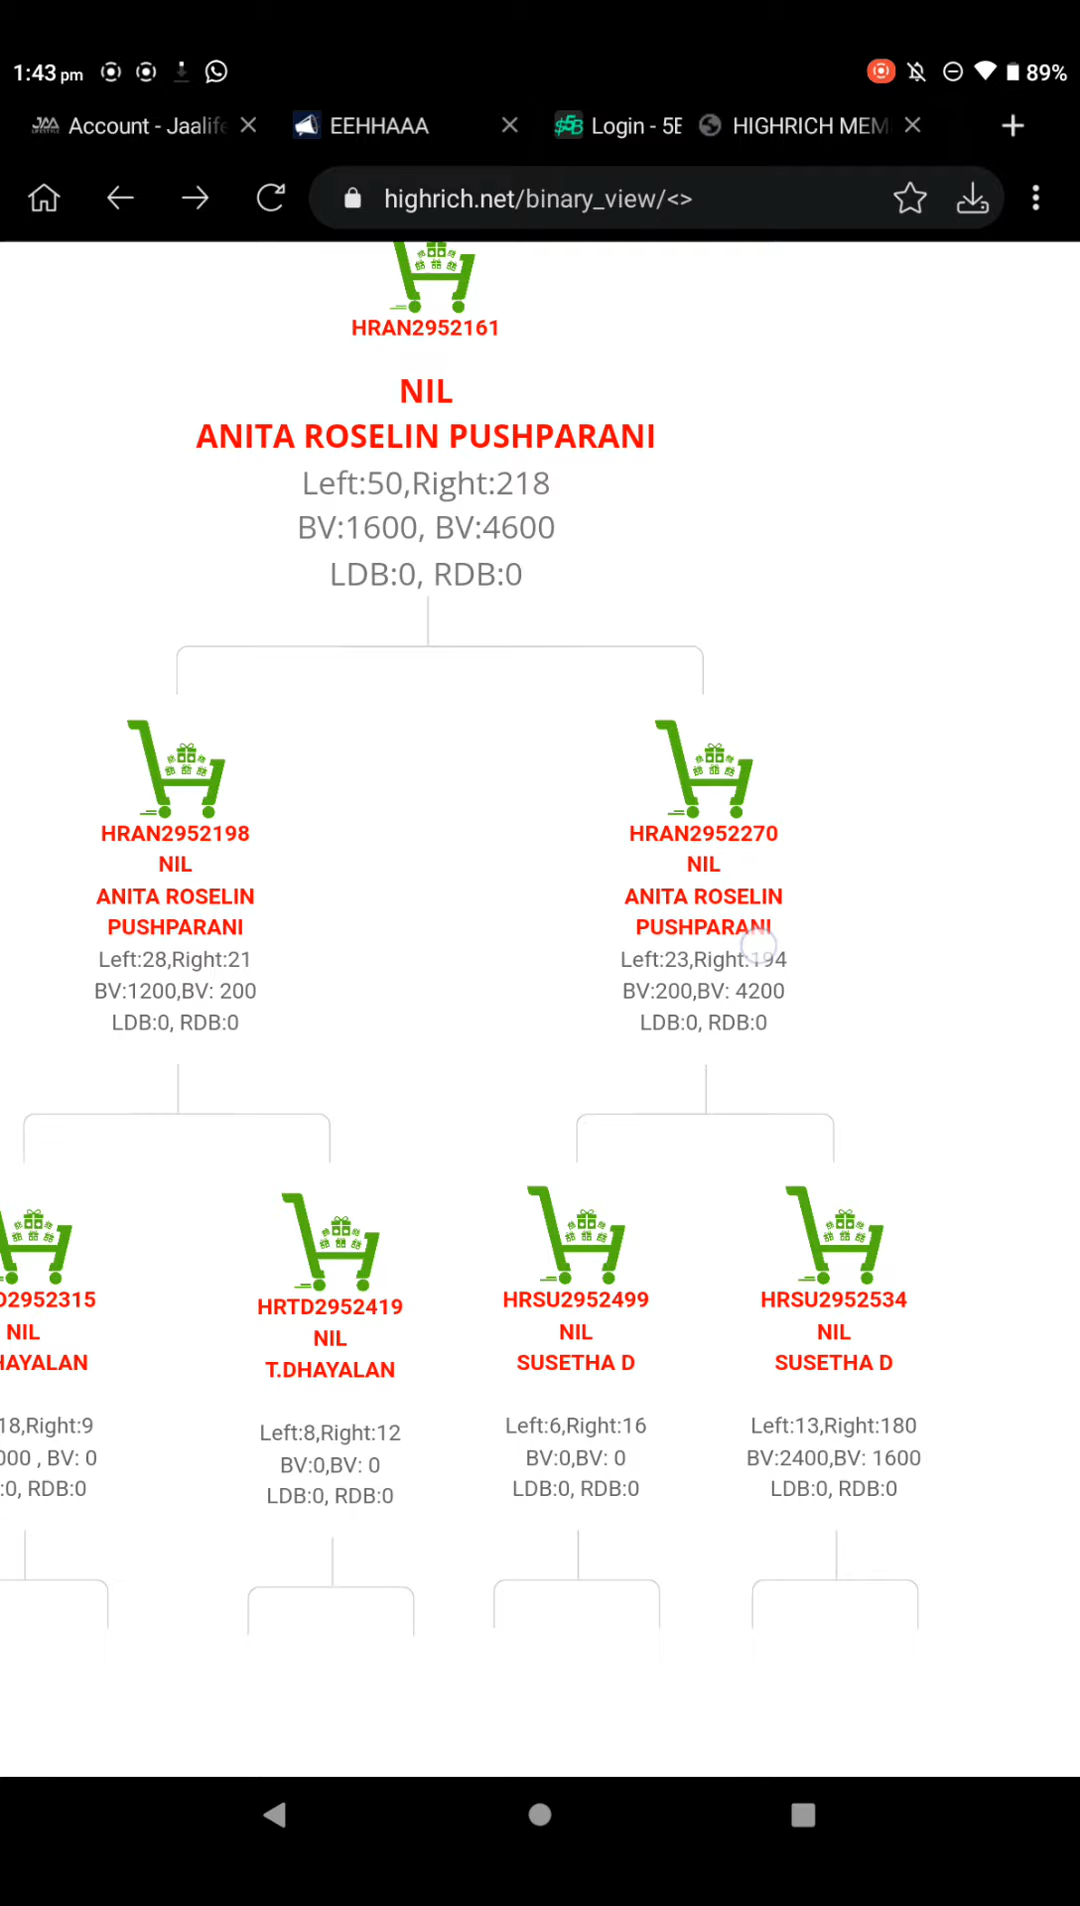 1:43 pm
89%
Account - Jaalife
EEHHAAA
$5B
Login - 5E
HIGHRICH MEM
highrich.net/binary_view/<>
HRAN2952161
NIL
ANITA ROSELIN PUSHPARANI
Left:50,Right:218
BV:1600, BV:4600
LDB:0, RDB:0
HRAN2952198
NIL
ANITA ROSELIN
PUSHPARANI
Left:28,Right:21
BV:1200,BV: 200
LDB:0, RDB:0
HRAN2952270
NIL
ANITA ROSELIN
PUSHPARANI
Left:23,Right:194
BV:200,BV: 4200
LDB:0, RDB:0
D2952315
NIL
HAYALAN
18,Right:9
000 , BV: 0
:0, RDB:0
HRTD2952419
NIL
T.DHAYALAN
Left:8,Right:12
BV:0,BV: 0
LDB:0, RDB:0
HRSU2952499
NIL
SUSETHA D
Left:6,Right:16
BV:0,BV: 0
LDB:0, RDB:0
HRSU2952534
NIL
SUSETHA D
Left:13,Right:180
BV:2400,BV: 1600
LDB:0, RDB:0